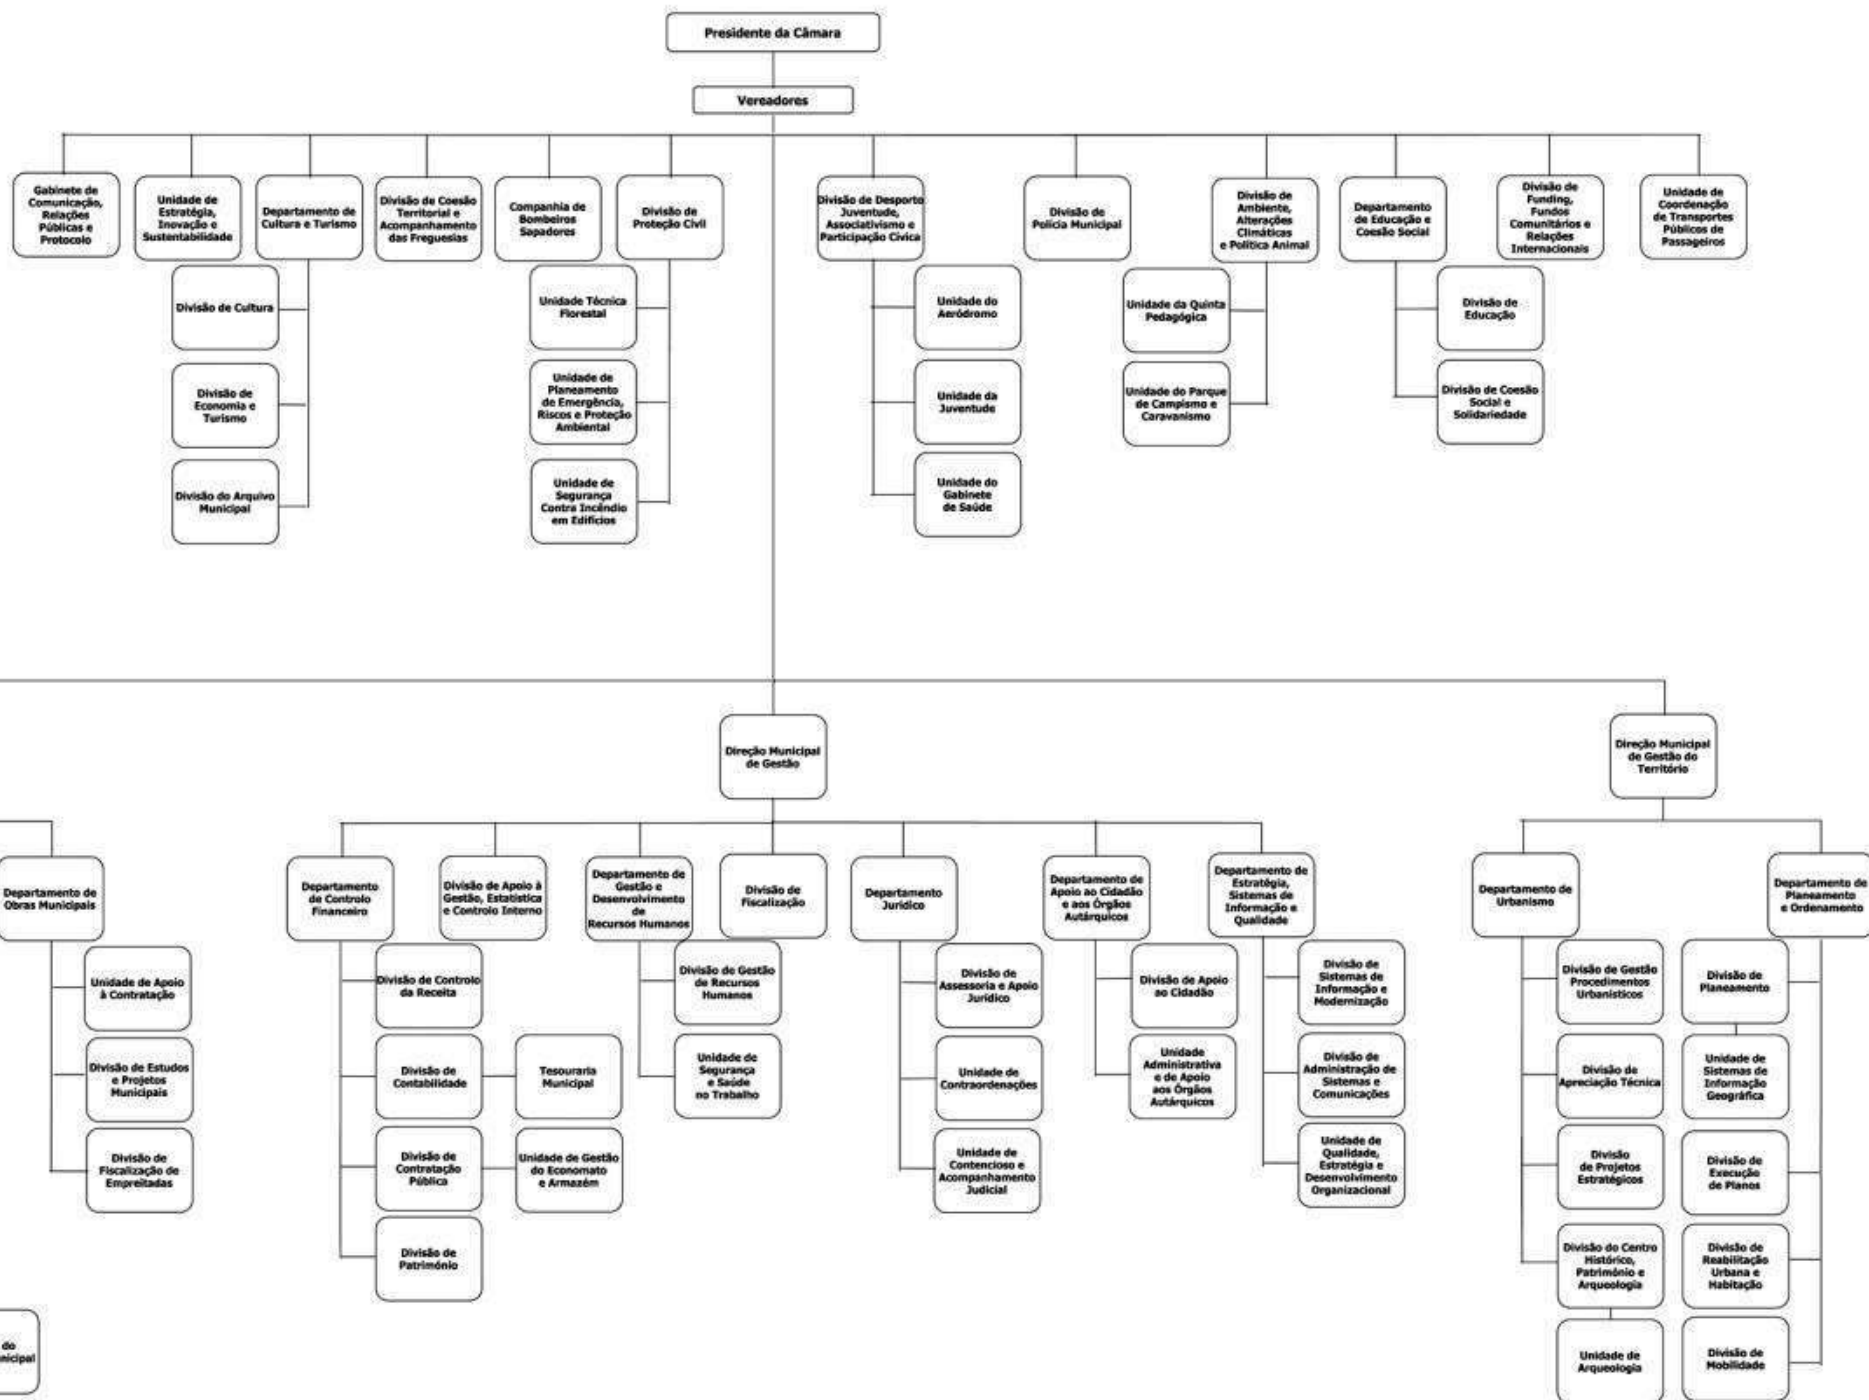 Presidente da Câmara
Vereadores
Gabinete de
Comunicação,
Relações
Públicas e
Protocolo
Unidade de
Estratégia,
Inovação e
Sustentabilidade
Departamento de
Cultura e Turismo
Divisão de Coesão
Territorial e
Acompanhamento
das Freguesias
Companhia de
Bombeiros
Sapadores
Divisão de
Proteção Civil
Divisão de Desporto
Juventude,
Associativismo e
Participação Cívica
Divisão de
Polícia Municipal
Divisão de
Ambiente,
Alterações
Climáticas
e Política Animal
Departamento
de Educação e
Coesão Social
Divisão de
Funding,
Fundos
Comunitários e
Relações
Internacionais
Unidade de
Coordenação
de Transportes
Públicos de
Passageiros
Divisão de Cultura
Divisão de
Economia e
Turismo
Divisão do Arquivo
Municipal
Unidade Técnica
Florestal
Unidade de
Planeamento
de Emergência,
Riscos e Proteção
Ambiental
Unidade de
Segurança
Contra Incêndio
em Edifícios
Unidade do
Aeródromo
Unidade da
Juventude
Unidade do
Gabinete
de Saúde
Unidade da Quinta
Pedagógica
Unidade do Parque
de Campismo e
Caravanismo
Divisão de
Educação
Divisão de Coesão
Social e
Solidariedade
Direção Municipal
de Gestão
Direção Municipal
de Gestão do
Território
Departamento de
Obras Municipais
Unidade de Apoio
à Contratação
Divisão de Estudos
e Projetos
Municipais
Divisão de
Fiscalização de
Empreitadas
Departamento
de Controlo
Financeiro
Divisão de Apoio à
Gestão, Estatística
e Controlo Interno
Departamento de
Gestão e
Desenvolvimento
de
Recursos Humanos
Divisão de
Fiscalização
Departamento
Jurídico
Departamento de
Apoio ao Cidadão
e aos Órgãos
Autárquicos
Departamento de
Estratégia,
Sistemas de
Informação e
Qualidade
Divisão de Controlo
da Receita
Divisão de
Contabilidade
Tesouraria
Municipal
Divisão de
Contratação
Pública
Unidade de Gestão
do Economato
e Armazém
Divisão de
Património
Divisão de Gestão
de Recursos
Humanos
Unidade de
Segurança
e Saúde
no Trabalho
Divisão de
Assessoria e Apoio
Jurídico
Unidade de
Contraordenações
Unidade de
Contencioso e
Acompanhamento
Judicial
Divisão de Apoio
ao Cidadão
Unidade
Administrativa
e de Apoio
aos Órgãos
Autárquicos
Divisão de
Sistemas de
Informação e
Modernização
Divisão de
Administração de
Sistemas e
Comunicações
Unidade de
Qualidade,
Estratégia e
Desenvolvimento
Organizacional
Departamento de
Urbanismo
Departamento de
Planeamento
e Ordenamento
Divisão de Gestão
Procedimentos
Urbanísticos
Divisão de
Apreciação Técnica
Divisão
de Projetos
Estratégicos
Divisão do Centro
Histórico,
Património e
Arqueologia
Unidade de
Arqueologia
Divisão de
Planeamento
Unidade de
Sistemas de
Informação
Geográfica
Divisão de
Execução
de Planos
Divisão de
Reabilitação
Urbana e
Habitação
Divisão de
Mobilidade
do